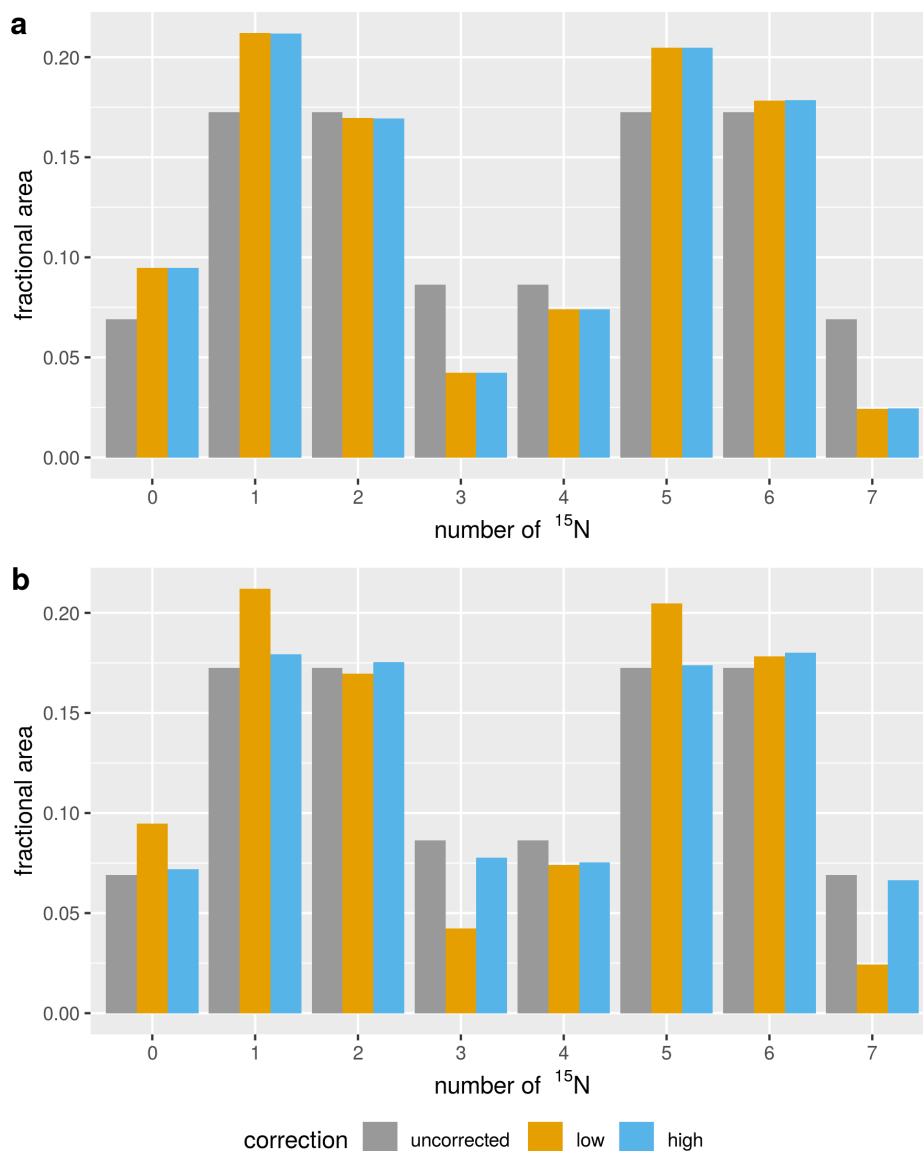 a
0.20
0.15
0.10
0.05
0.00
fractional area
0 1 2 3 4 5 6 7
number of ¹⁵N
b
0.20
0.15
0.10
0.05
0.00
fractional area
0 1 2 3 4 5 6 7
number of ¹⁵N
correction uncorrected low high